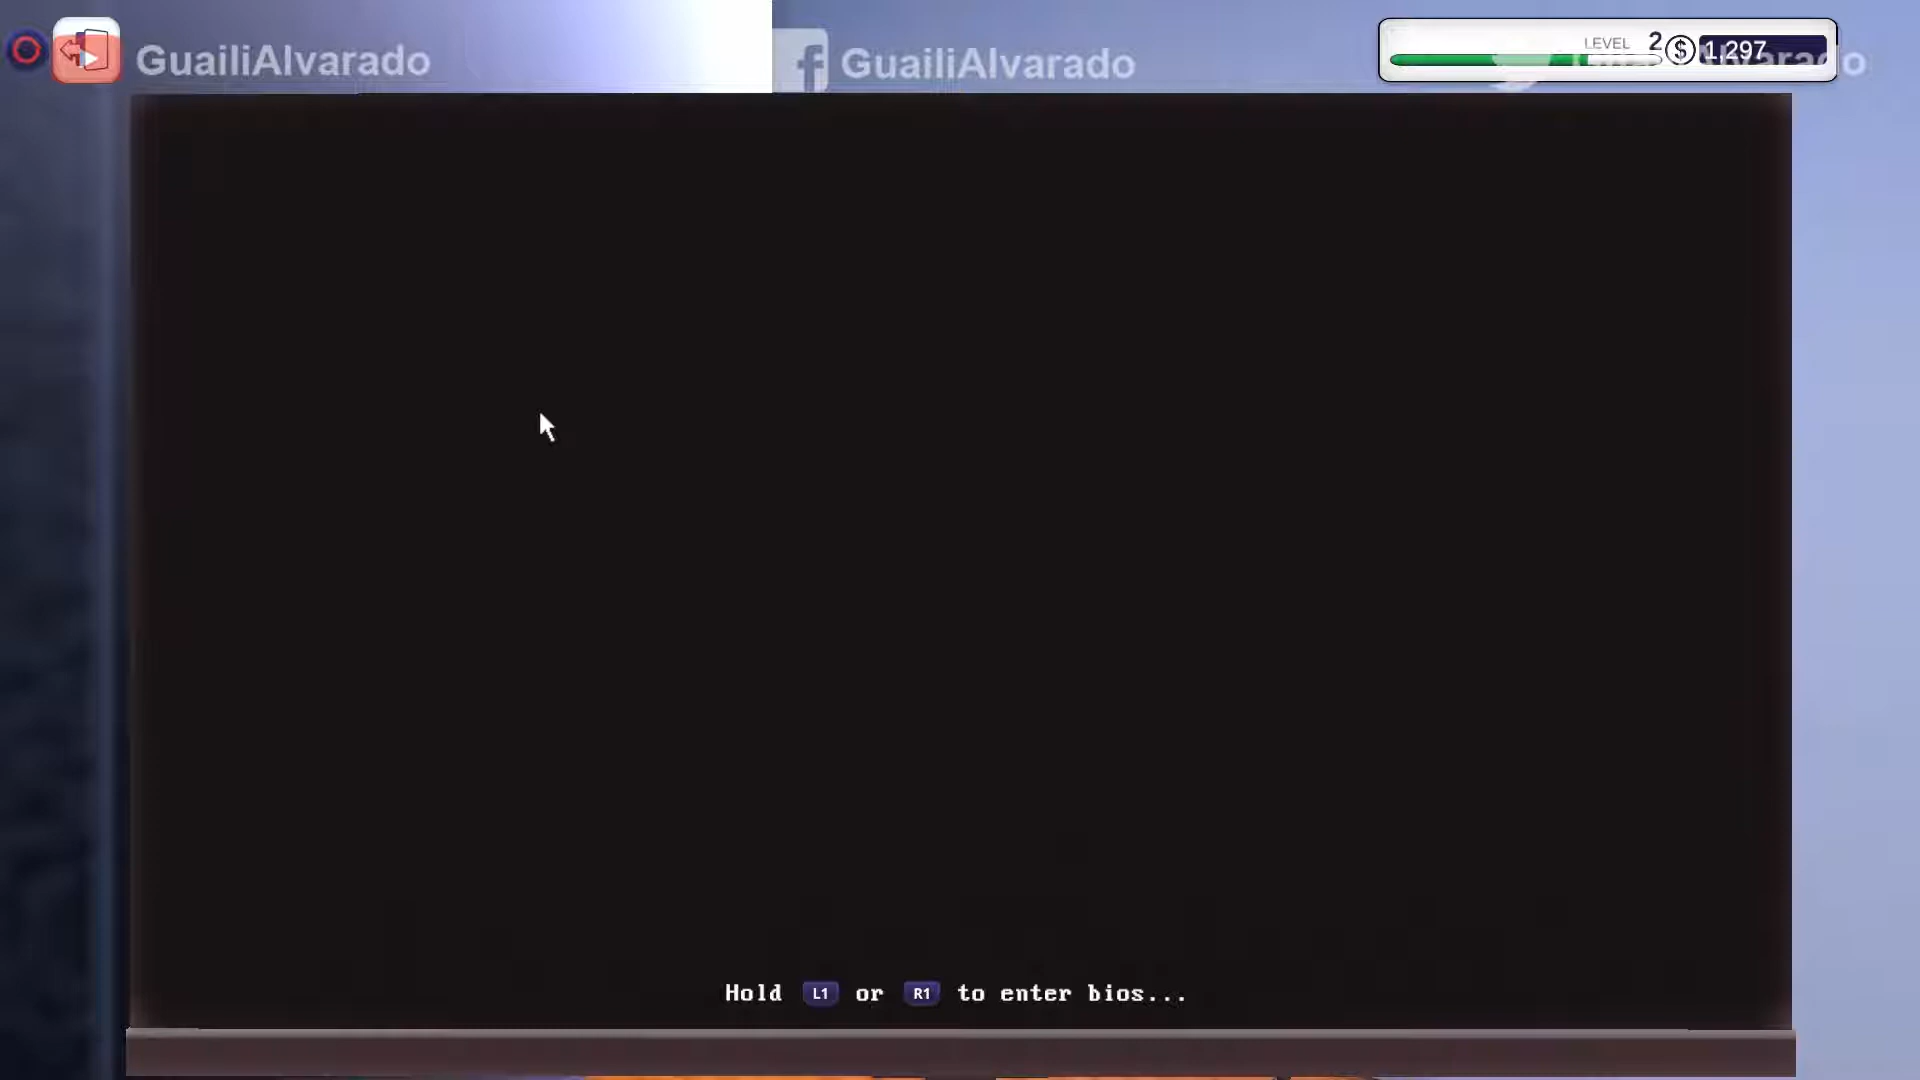 GuailiAlvarado
GuailiAlvarado
LEVEL 2 $ 1,297
Hold L1 or R1 to enter bios...